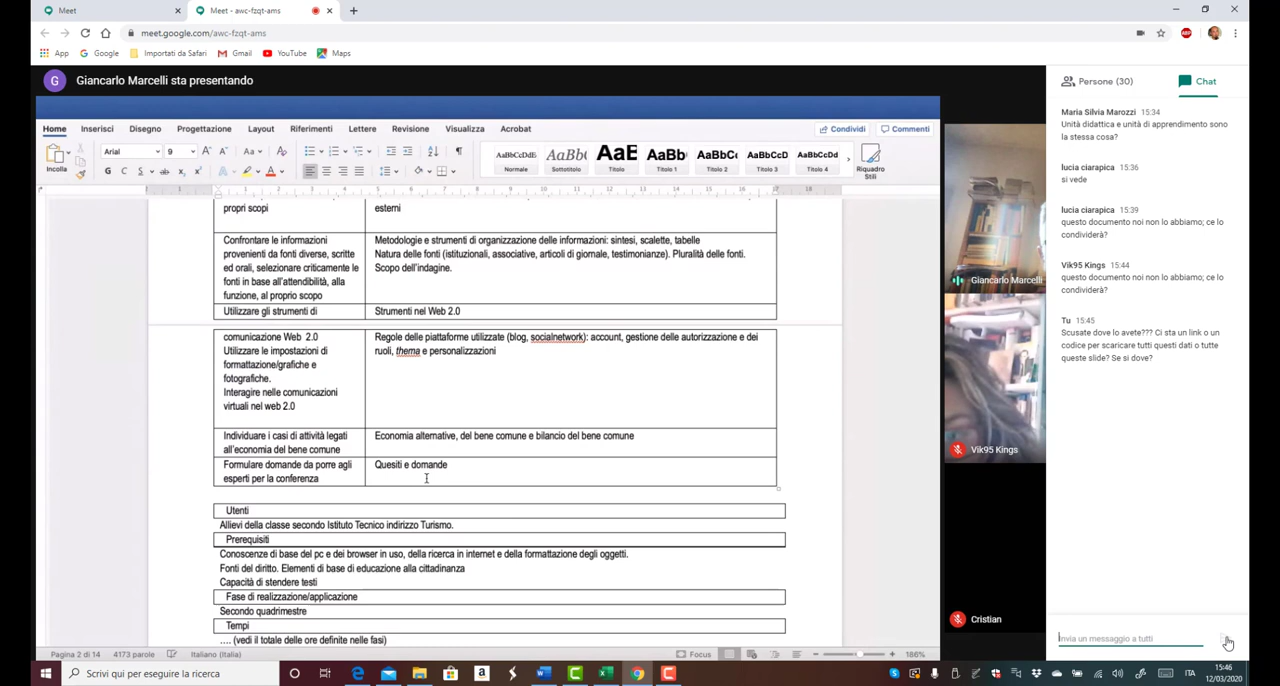 Meet
Meet - awc-fzqt-ams
meet.google.com/awc-fzqt-ams
App
Google
Importati da Safari
Gmail
YouTube
Maps
G
Giancarlo Marcelli sta presentando
Persone (30)
Chat
Home
Inserisci
Disegno
Progettazione
Layout
Riferimenti
Lettere
Revisione
Visualizza
Acrobat
Condividi
Commenti
Incolla
Arial
9
AaBbCcDdE
Normale
AaBbC
Sottotitolo
AaB
Titolo
AaBb(
Titolo 1
AaBbCc
Titolo 2
AaBbCcD
Titolo 3
AaBbCcDd
Titolo 4
Riquadro
Stili
propri scopi
esterni
Confrontare le informazioni
provenienti da fonti diverse, scritte
ed orali, selezionare criticamente le
fonti in base all'attendibilità, alla
funzione, al proprio scopo
Metodologie e strumenti di organizzazione delle informazioni: sintesi, scalette, tabelle
Natura delle fonti (istituzionali, associative, articoli di giornale, testimonianze). Pluralità delle fonti.
Scopo dell'indagine.
Utilizzare gli strumenti di
Strumenti nel Web 2.0
comunicazione Web 2.0
Utilizzare le impostazioni di
formattazione/grafiche e
fotografiche.
Interagire nelle comunicazioni
virtuali nel web 2.0
Regole delle piattaforme utilizzate (blog, socialnetwork): account, gestione delle autorizzazione e dei
ruoli, thema e personalizzazioni
Individuare i casi di attività legati
all'economia del bene comune
Economia alternative, del bene comune e bilancio del bene comune
Formulare domande da porre agli
esperti per la conferenza
Quesiti e domande
Utenti
Allievi della classe secondo Istituto Tecnico indirizzo Turismo.
Prerequisiti
Conoscenze di base del pc e dei browser in uso, della ricerca in internet e della formattazione degli oggetti.
Fonti del diritto. Elementi di base di educazione alla cittadinanza
Capacità di stendere testi
Fase di realizzazione/applicazione
Secondo quadrimestre
Tempi
.... (vedi il totale delle ore definite nelle fasi)
Pagina 2 di 14
4173 parole
Italiano (Italia)
Focus
186%
Giancarlo Marcelli
Vik95 Kings
Cristian
Maria Silvia Marozzi 15:34
Unità didattica e unità di apprendimento sono
la stessa cosa?
lucia ciarapica 15:36
si vede
lucia ciarapica 15:39
questo documento noi non lo abbiamo; ce lo
condividerà?
Vik95 Kings 15:44
questo documento noi non lo abbiamo; ce lo
condividerà?
Tu 15:45
Scusate dove lo avete??? Ci sta un link o un
codice per scaricare tutti questi dati o tutte
queste slide? Se si dove?
Invia un messaggio a tutti
Scrivi qui per eseguire la ricerca
ITA
15:46
12/03/2020